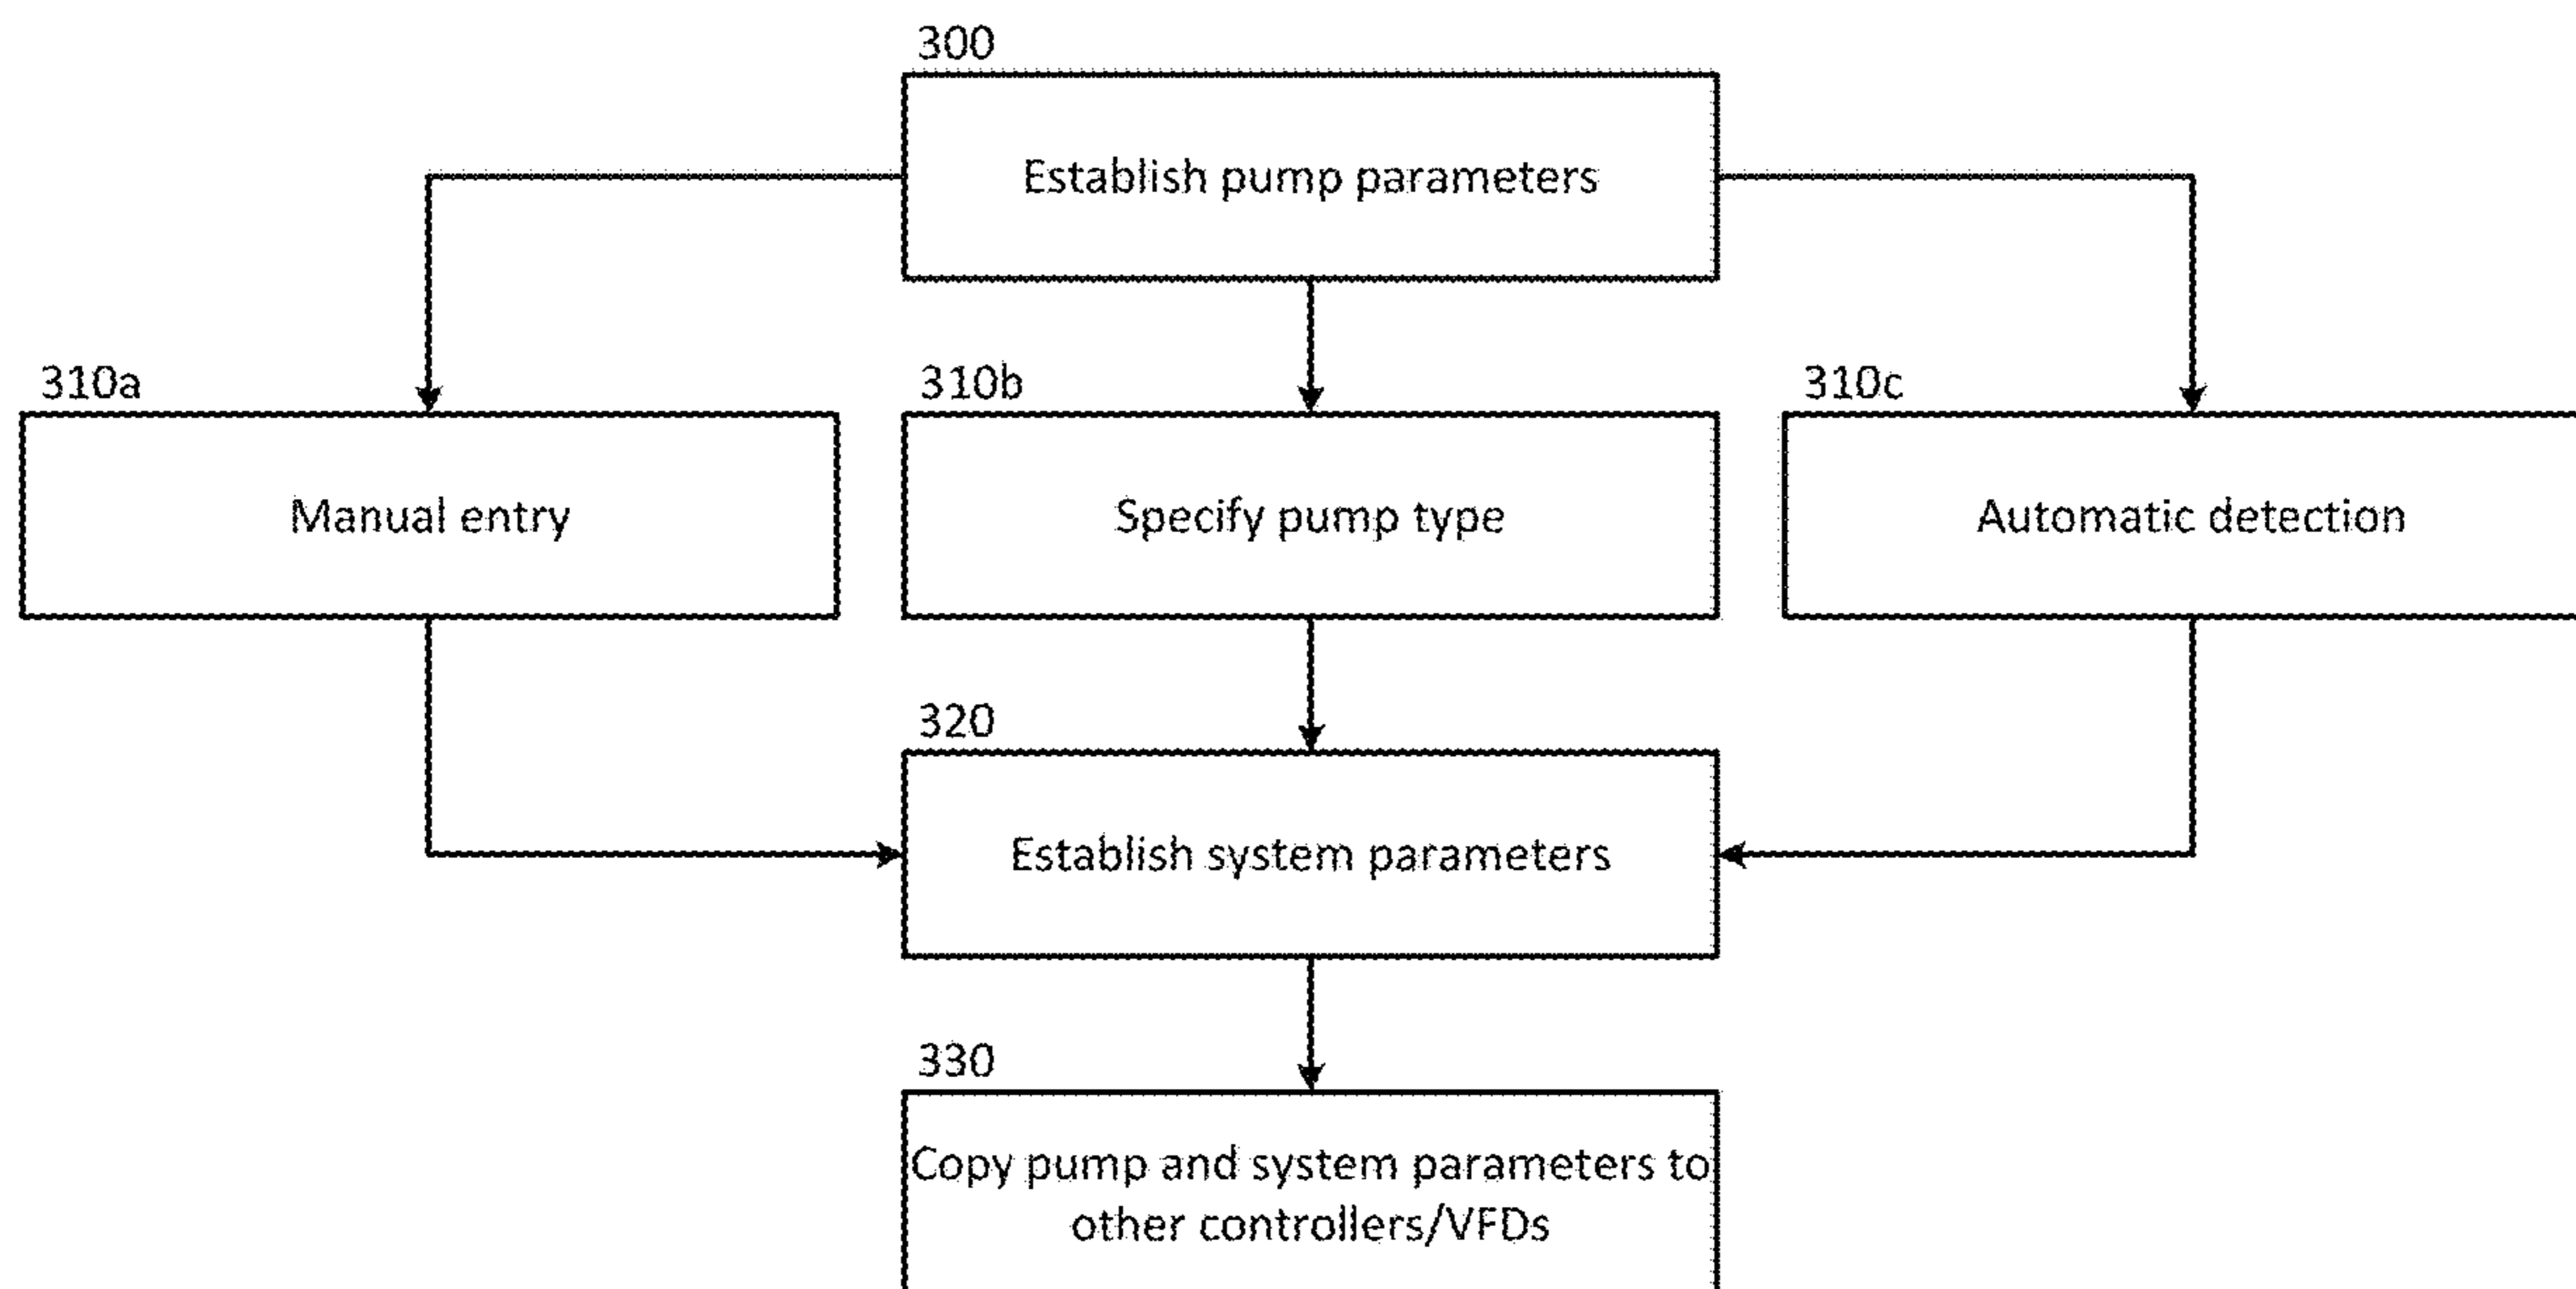 300
Establish pump parameters
310a
Manual entry
310b
Specify pump type
310c
Automatic detection
320
Establish system parameters
330
Copy pump and system parameters to
other controllers/VFDs